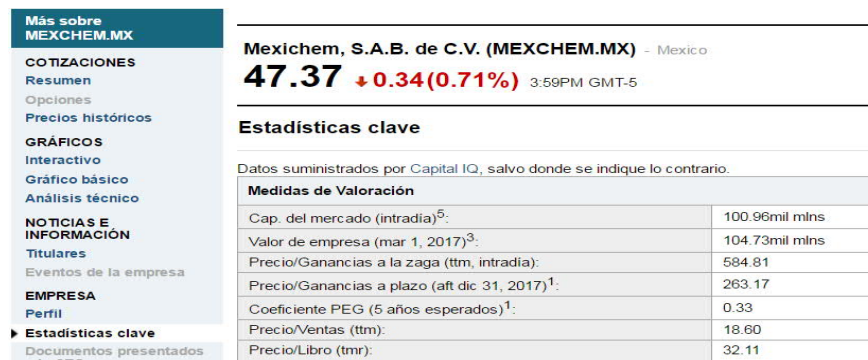 Más sobre
MEXCHEM.MX
COTIZACIONES
Resumen
Opciones
Precios históricos
GRÁFICOS
Interactivo
Gráfico básico
Análisis técnico
NOTICIAS E
INFORMACIÓN
Titulares
Eventos de la empresa
EMPRESA
Perfil
Estadísticas clave
Documentos presentados
Mexichem, S.A.B. de C.V. (MEXCHEM.MX) - Mexico
47.37 0.34(0.71%) 3:59PM GMT-5
Estadísticas clave
Datos suministrados por Capital IQ, salvo donde se indique lo contrario.
Medidas de Valoración
Cap. del mercado (intradía)5: 100.96mil mlns
Valor de empresa (mar 1, 2017)3: 104.73mil mlns
Precio/Ganancias a la zaga (ttm, intradía): 584.81
Precio/Ganancias a plazo (aft dic 31, 2017)1: 263.17
Coeficiente PEG (5 años esperados)1: 0.33
Precio/Ventas (ttm): 18.60
Precio/Libro (tmr): 32.11